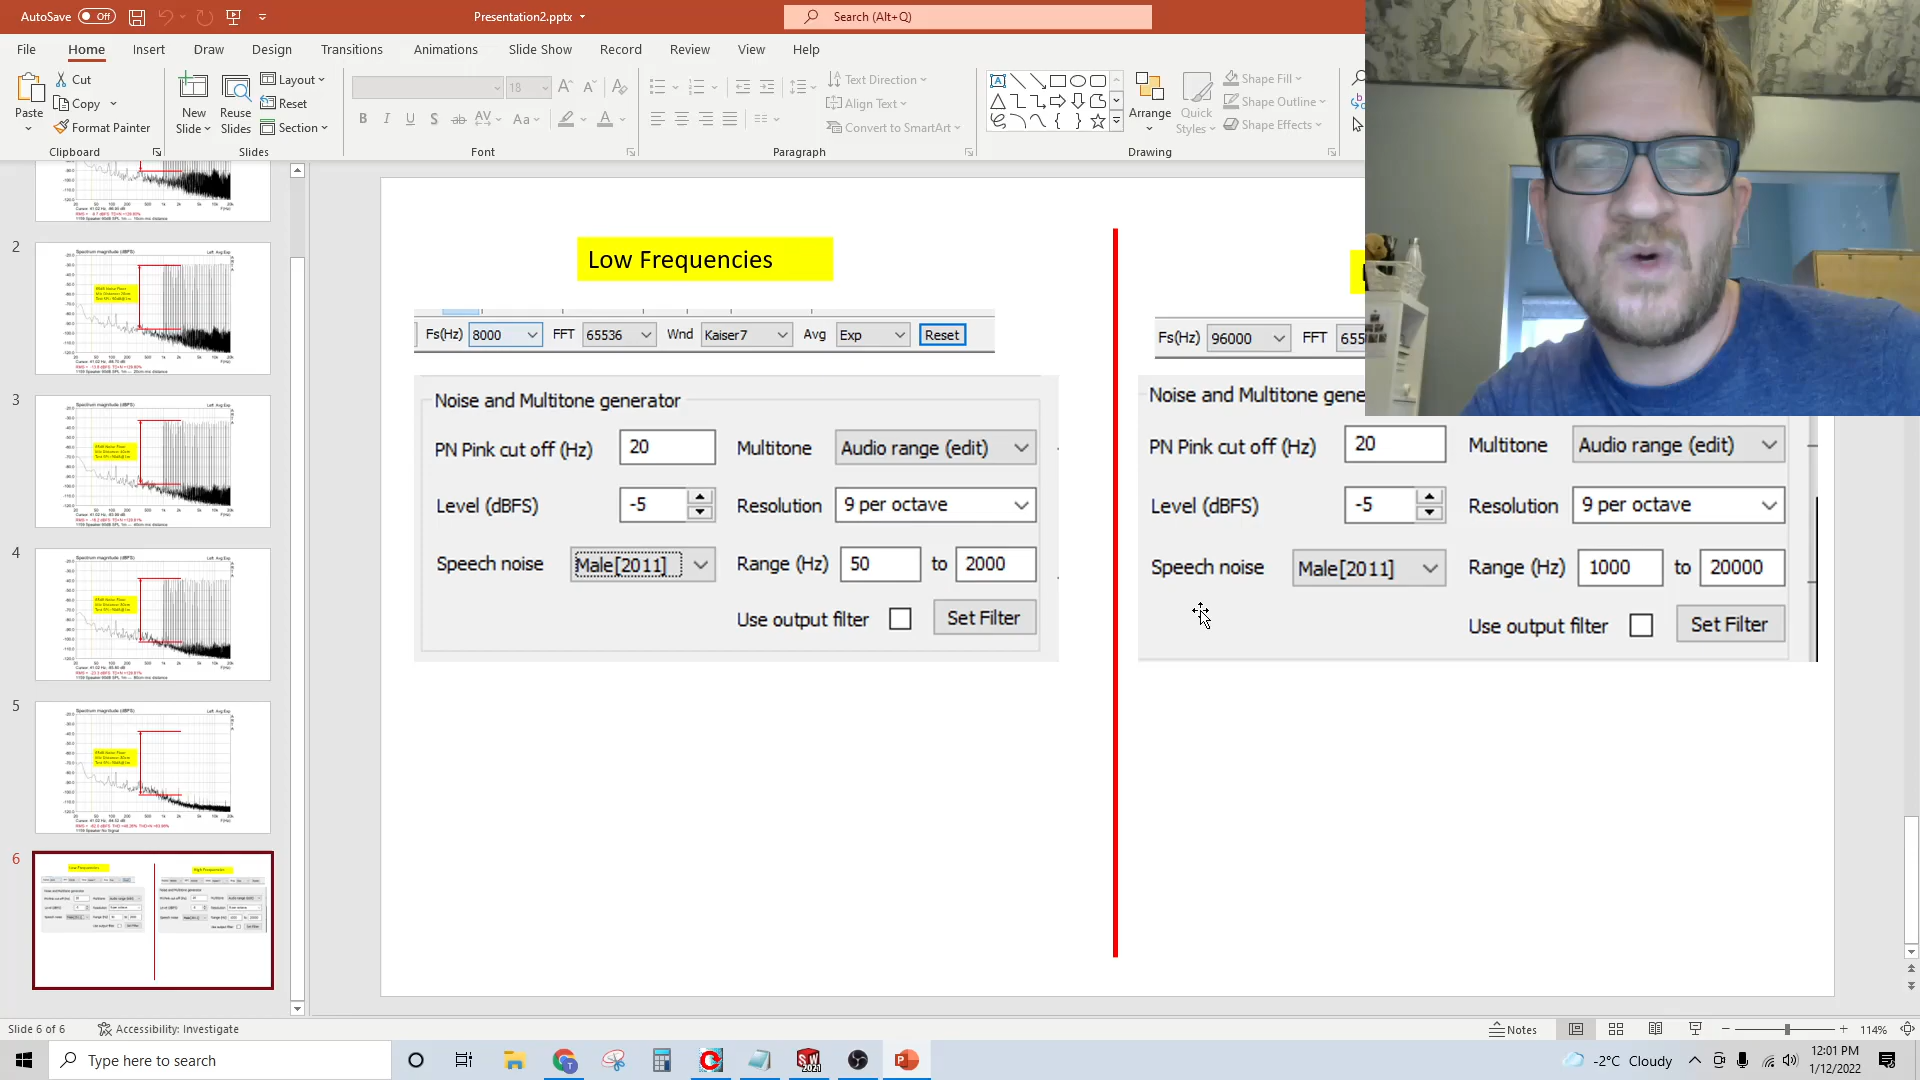 AutoSave Off
Presentation2.pptx
Search (Alt+Q)
File Home Insert Draw Design Transitions Animations Slide Show Record Review View Help
Paste
Cut
Copy
Format Painter
Clipboard
New Slide
Reuse Slides
Layout
Reset
Section
Slides
18
Font
Text Direction
Align Text
Convert to SmartArt
Paragraph
Arrange
Quick Styles
Shape Fill
Shape Outline
Shape Effects
Drawing
2
3
4
5
6
Low Frequencies
Fs(Hz) 8000 FFT 65536 Wnd Kaiser7 Avg Exp Reset
Noise and Multitone generator
PN Pink cut off (Hz) 20 Multitone Audio range (edit)
Level (dBFS) -5 Resolution 9 per octave
Speech noise Male[2011] Range (Hz) 50 to 2000
Use output filter Set Filter
Fs(Hz) 96000 FFT 655
Noise and Multitone gene
PN Pink cut off (Hz) 20 Multitone Audio range (edit)
Level (dBFS) -5 Resolution 9 per octave
Speech noise Male[2011] Range (Hz) 1000 to 20000
Use output filter Set Filter
Slide 6 of 6 Accessibility: Investigate
Notes
114%
Type here to search
-2°C Cloudy
12:01 PM
1/12/2022